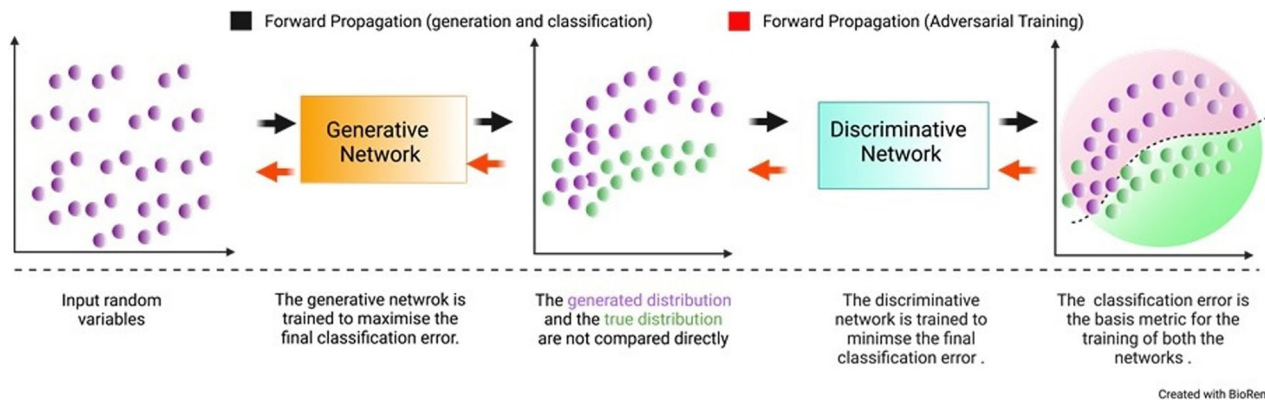 Forward Propagation (generation and classification)
Forward Propagation (Adversarial Training)
Generative
Network
Discriminative
Network
Input random
variables
The generative netwrok is
trained to maximise the
final classification error.
The generated distribution
and the true distribution
are not compared directly
The discriminative
network is trained to
minimse the final
classification error .
The classification error is
the basis metric for the
training of both the
networks .
Created with BioRen